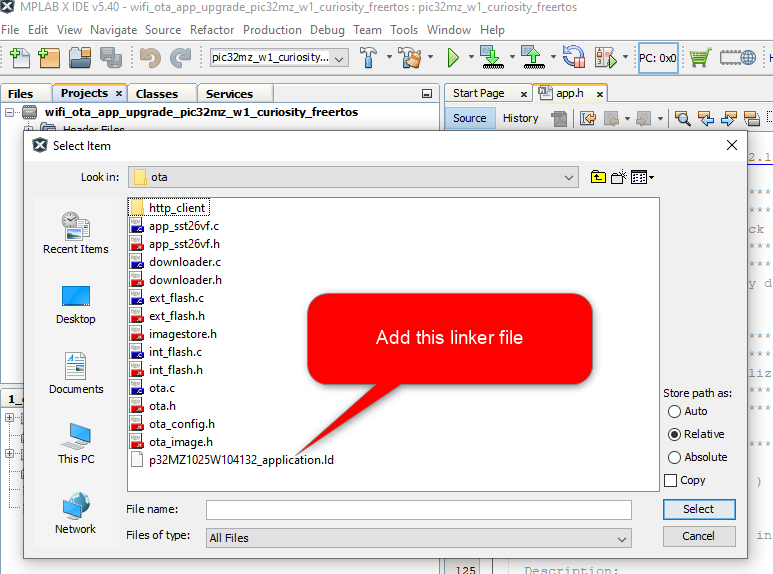 MPLAB X IDE v5.40 - wifi_ota_app_upgrade_pic32mz_w1_curiosity_freertos : pic32mz_w1_curiosity_freertos
File Edit View Navigate Source Refactor Production Debug Team Tools Window Help
pic32mz_w1_curiosity... PC: 0x0
Files Projects Classes Services Start Page app.h
wifi_ota_app_upgrade_pic32mz_w1_curiosity_freertos Source History
Header Files
Select Item
Look in: ota
http_client
app_sst26vf.c
app_sst26vf.h
downloader.c
downloader.h
ext_flash.c
ext_flash.h
imagestore.h
int_flash.c
int_flash.h
ota.c
ota.h
ota_config.h
ota_image.h
p32MZ1025W104132_application.ld
Recent Items
Desktop
Documents
This PC
Network
Add this linker file
Store path as:
Auto
Relative
Absolute
Copy
File name: Select
Files of type: All Files Cancel
125 Description: